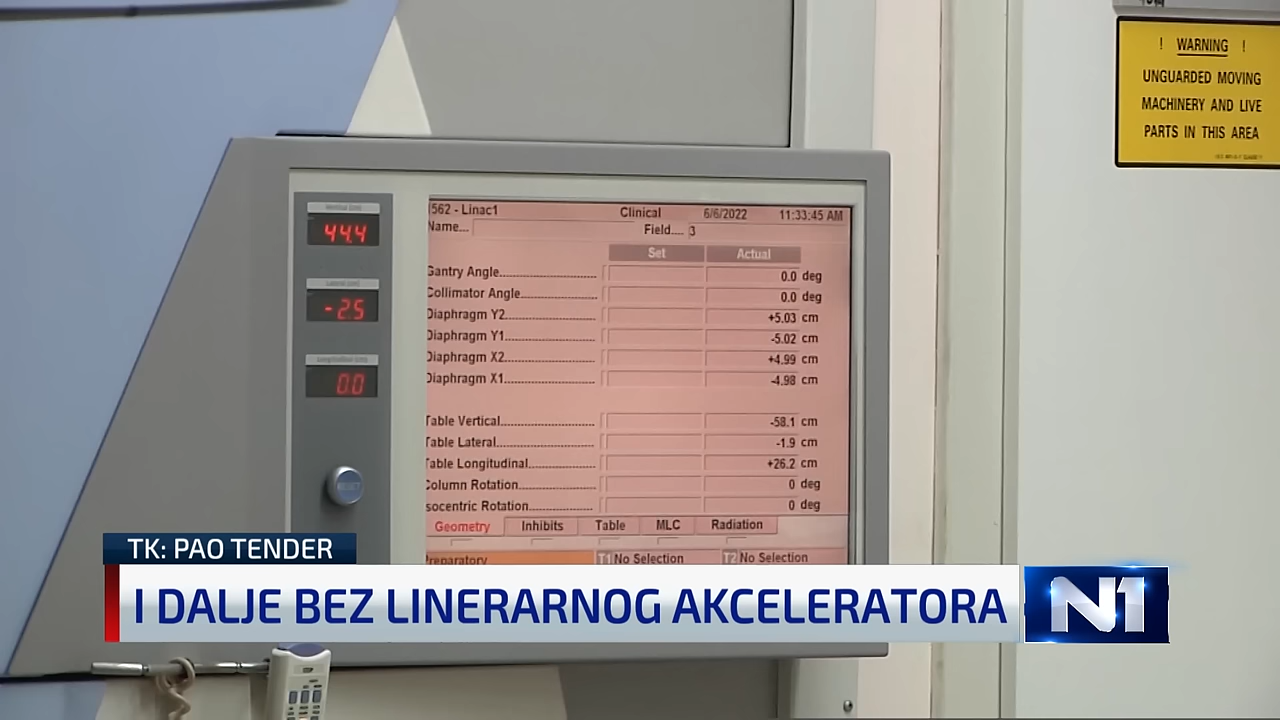 ! WARNING !
UNGUARDED MOVING
MACHINERY AND LIVE
PARTS IN THIS AREA
44.4
-25
0.0
SELECT
562 - Linac1 Clinical 6/6/2022 11:33:45 AM
Name... Field.... 3
Set Actual
Gantry Angle 0.0 deg
Collimator Angle 0.0 deg
Diaphragm Y2 +5.03 cm
Diaphragm Y1 -5.02 cm
Diaphragm X2 +4.99 cm
Diaphragm X1 -4.98 cm
Table Vertical -58.1 cm
Table Lateral -1.9 cm
Table Longitudinal +26.2 cm
Column Rotation 0 deg
socentric Rotation 0 deg
Geometry Inhibits Table MLC Radiation
Preparatory T1 No Selection T2 No Selection
TK: PAO TENDER
I DALJE BEZ LINERARNOG AKCELERATORA
N1